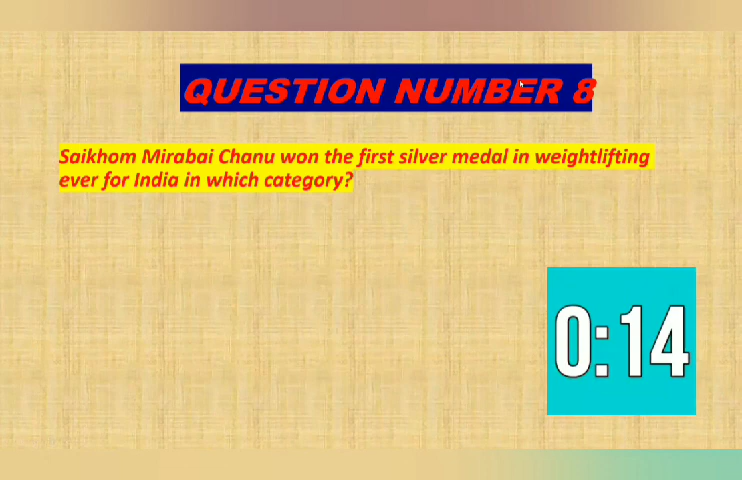 QUESTION NUMBER 8
Saikhom Mirabai Chanu won the first silver medal in weightlifting
ever for India in which category?
0:14